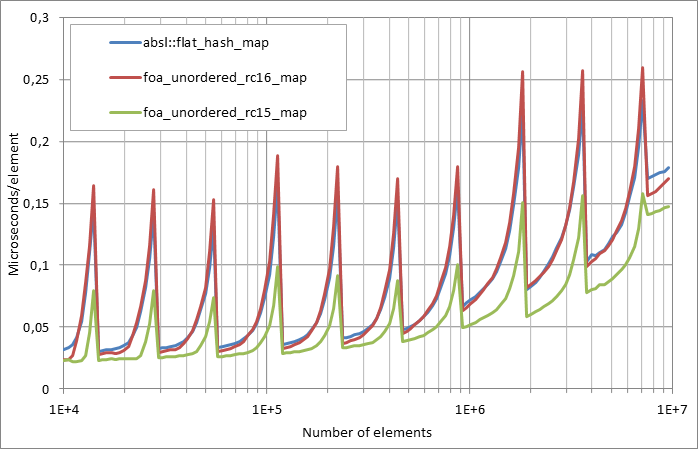 0,3
0,25
0,2
0,15
0,1
0,05
0
Microseconds/element
absl::flat_hash_map
foa_unordered_rc16_map
foa_unordered_rc15_map
1E+4 1E+5 1E+6 1E+7
Number of elements